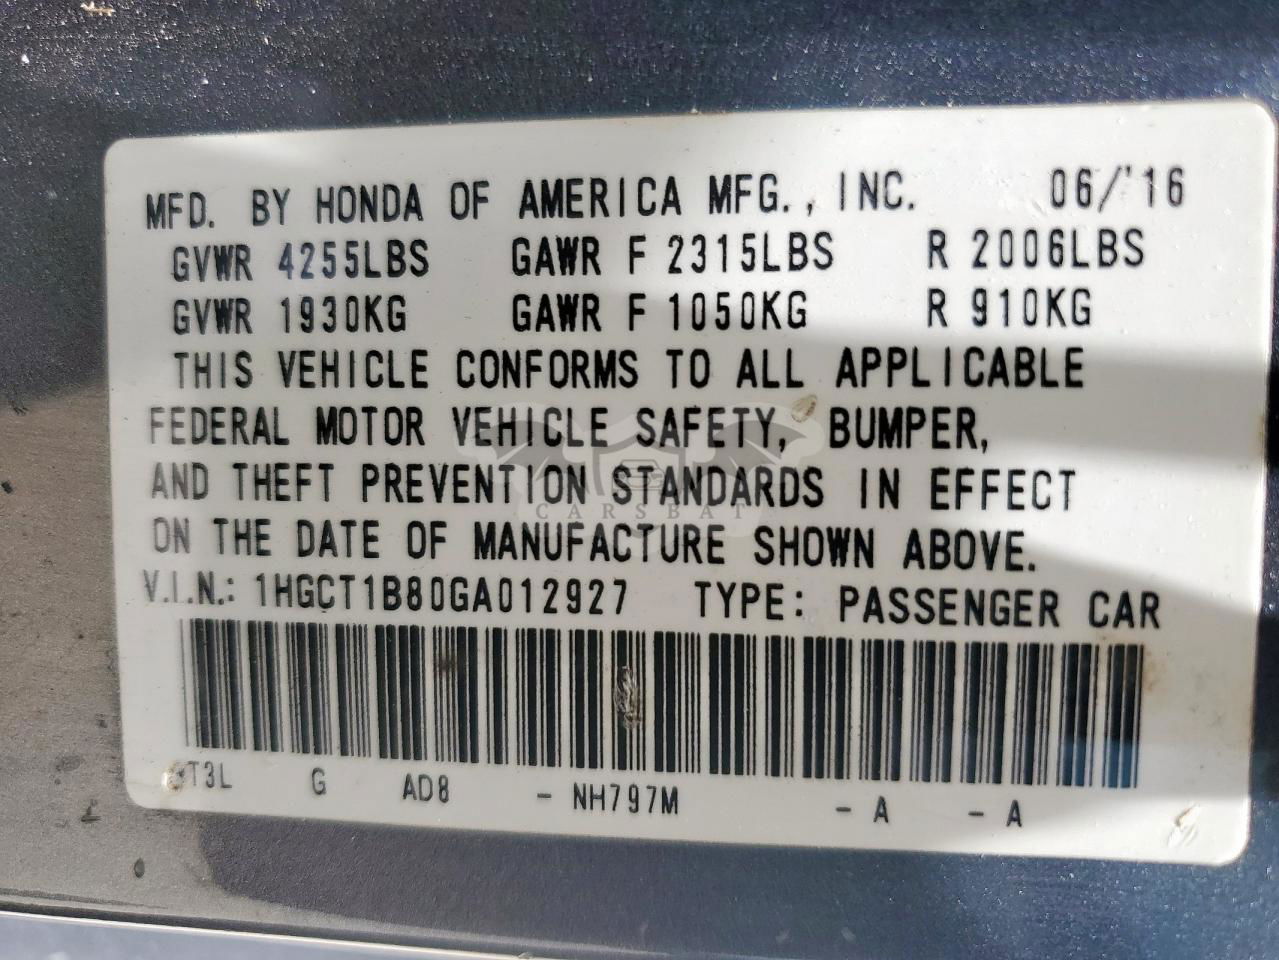 MFD. BY HONDA OF AMERICA MFG., INC. 06/'16
GVWR 4255LBS GAWR F 2315LBS R 2006LBS
GVWR 1930KG GAWR F 1050KG R 910KG
THIS VEHICLE CONFORMS TO ALL APPLICABLE
FEDERAL MOTOR VEHICLE SAFETY, BUMPER,
AND THEFT PREVENTION STANDARDS IN EFFECT
CARSBAT
ON THE DATE OF MANUFACTURE SHOWN ABOVE.
V.I.N.: 1HGCT1B80GA012927 TYPE: PASSENGER CAR
G AD8 - NH797M - A - A